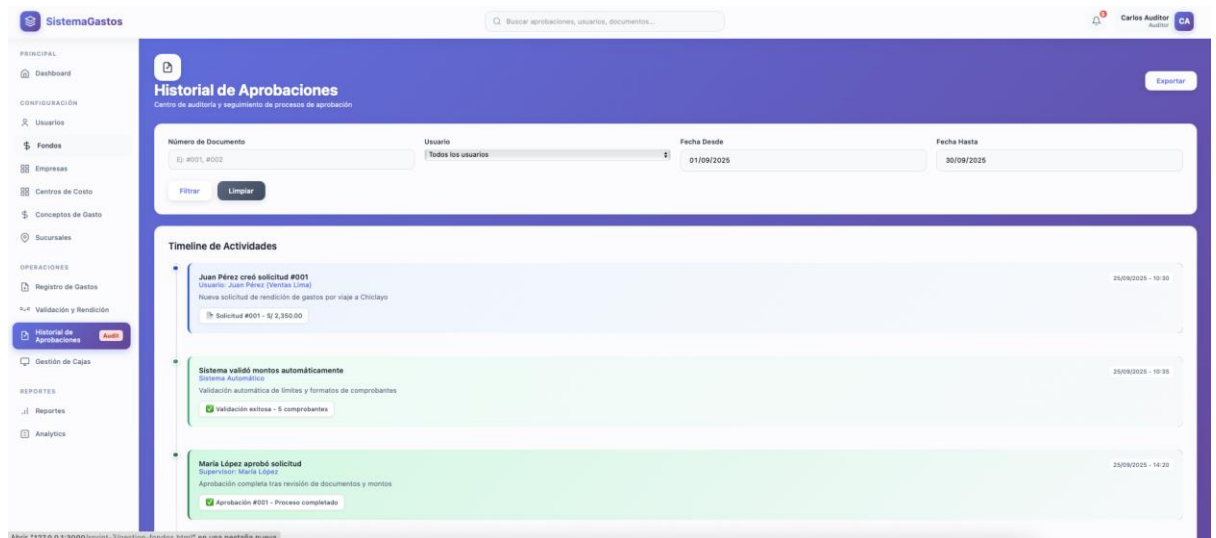 SistemaGastos
Buscar aprobaciones, usuarios, documentos...
Carlos Auditor
Auditor
CA
PRINCIPAL
Dashboard
CONFIGURACIÓN
Usuarios
Fondos
Empresas
Centros de Costo
Conceptos de Gasto
Sucursales
OPERACIONES
Registro de Gastos
Validación y Rendición
Historial de
Aprobaciones
Audit
Gestión de Cajas
REPORTES
Reportes
Analytics
Historial de Aprobaciones
Centro de auditoría y seguimiento de procesos de aprobación
Exportar
Número de Documento
Ej: #001, #002
Usuario
Todos los usuarios
Fecha Desde
01/09/2025
Fecha Hasta
30/09/2025
Filtrar
Limpiar
Timeline de Actividades
Juan Pérez creó solicitud #001
25/09/2025 - 10:30
Usuario: Juan Pérez (Ventas Lima)
Nueva solicitud de rendición de gastos por viaje a Chiclayo
Solicitud #001 - S/ 2,350.00
Sistema validó montos automáticamente
25/09/2025 - 10:35
Sistema Automático
Validación automática de límites y formatos de comprobantes
Validación exitosa - 5 comprobantes
María López aprobó solicitud
25/09/2025 - 14:20
Supervisor: María López
Aprobación completa tras revisión de documentos y montos
Aprobación #001 - Proceso completado